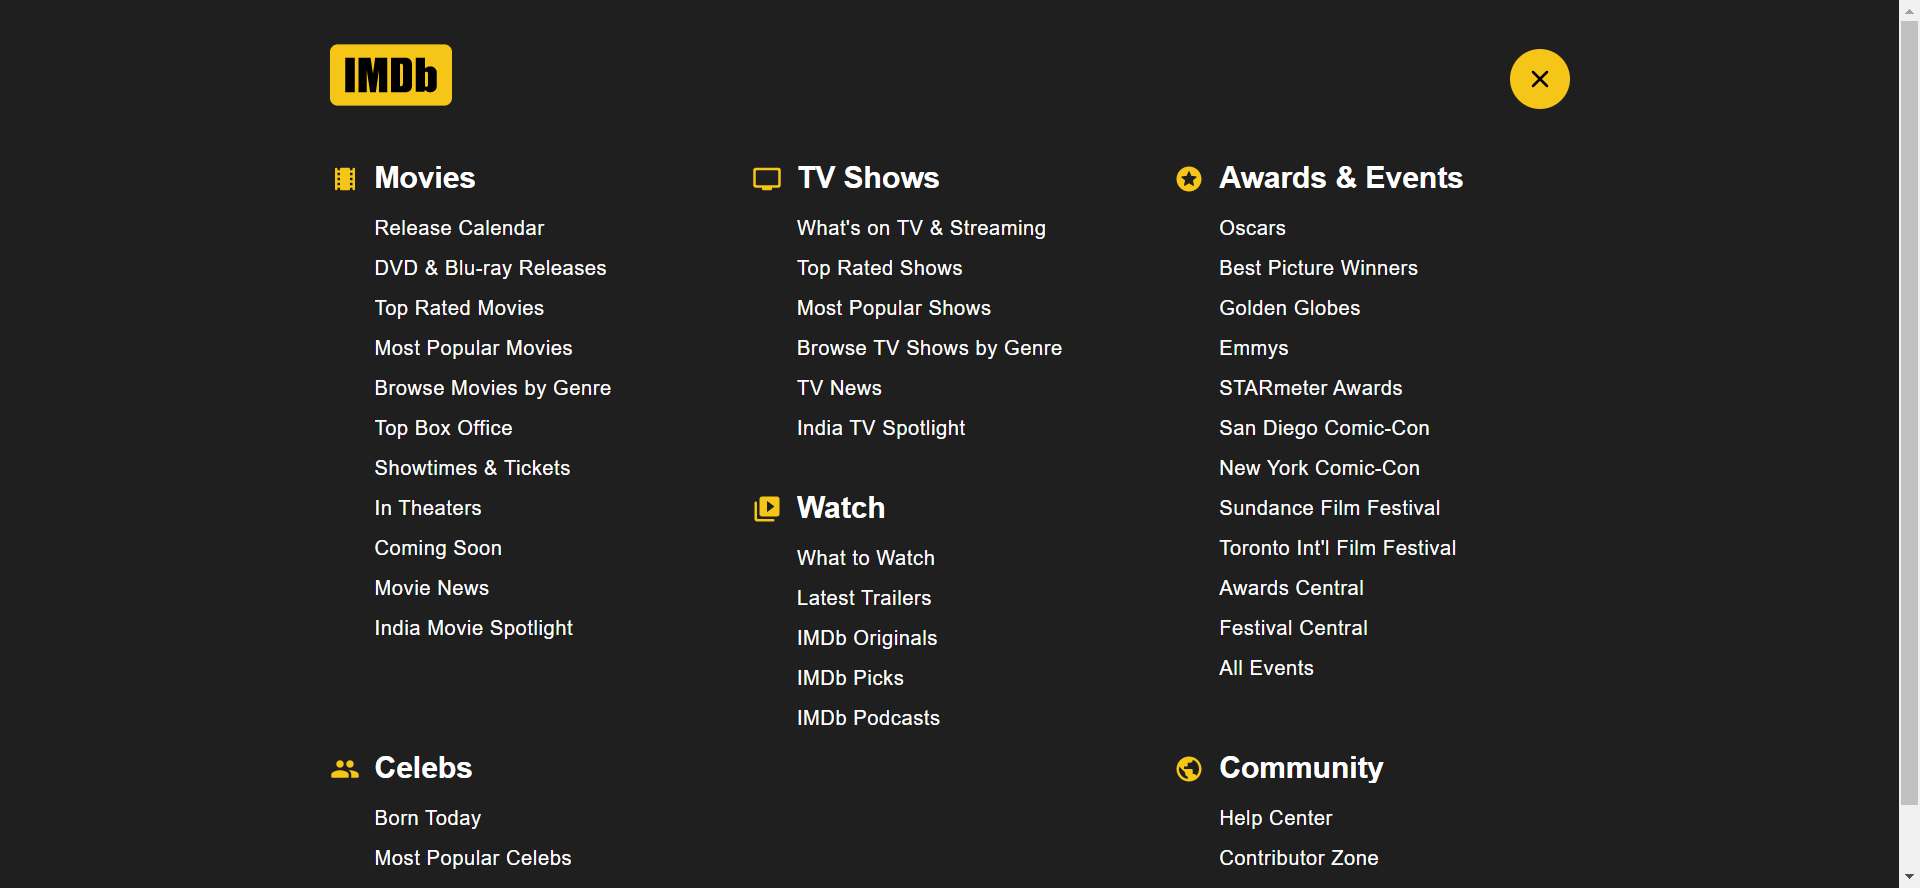 IMDb
Movies
Release Calendar
DVD & Blu-ray Releases
Top Rated Movies
Most Popular Movies
Browse Movies by Genre
Top Box Office
Showtimes & Tickets
In Theaters
Coming Soon
Movie News
India Movie Spotlight
TV Shows
What's on TV & Streaming
Top Rated Shows
Most Popular Shows
Browse TV Shows by Genre
TV News
India TV Spotlight
Watch
What to Watch
Latest Trailers
IMDb Originals
IMDb Picks
IMDb Podcasts
Awards & Events
Oscars
Best Picture Winners
Golden Globes
Emmys
STARmeter Awards
San Diego Comic-Con
New York Comic-Con
Sundance Film Festival
Toronto Int'l Film Festival
Awards Central
Festival Central
All Events
Celebs
Born Today
Most Popular Celebs
Community
Help Center
Contributor Zone